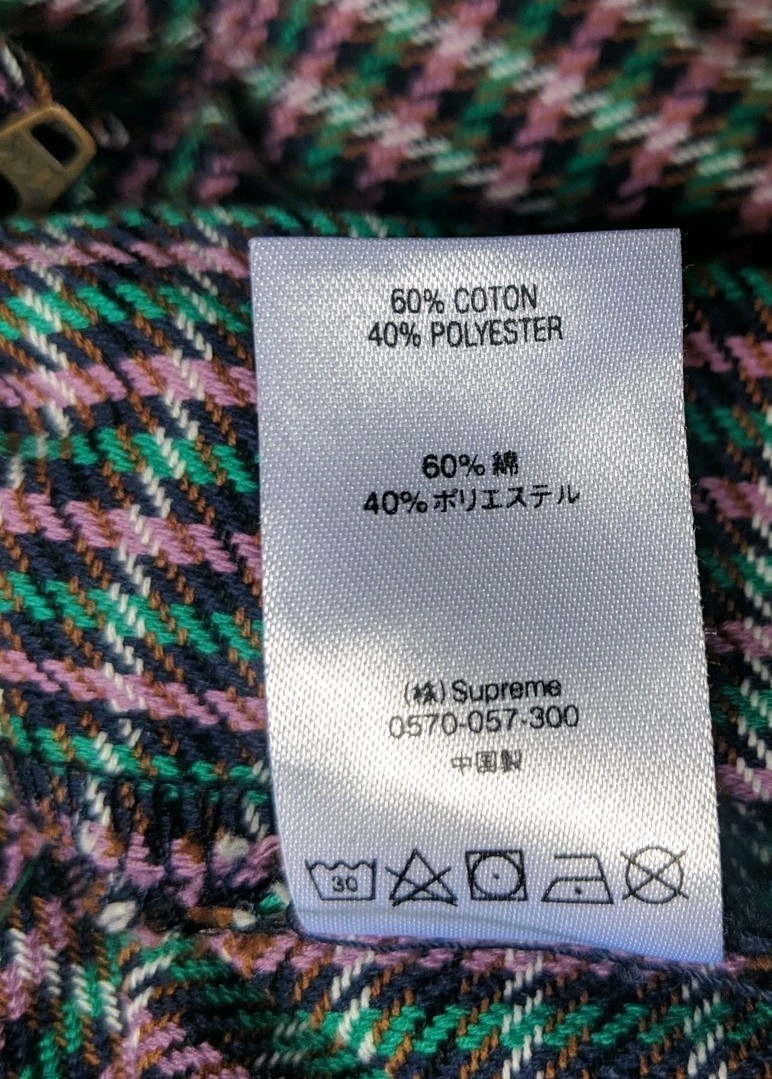 60% COTON
40% POLYESTER
60% 綿
40% ポリエステル
(株) Supreme
0570-057-300
中国製
30